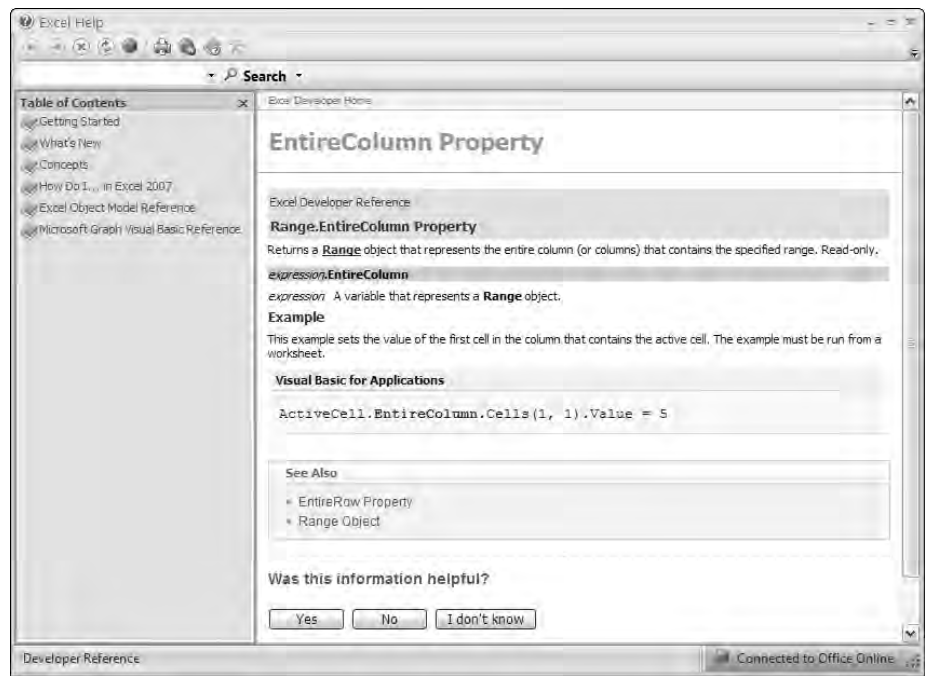 Excel Help
Search
Table of Contents
Getting Started
What's New
Concepts
How Do I... in Excel 2007
Excel Object Model Reference
Microsoft Graph Visual Basic Reference
Excel Developer Home
EntireColumn Property
Excel Developer Reference
Range.EntireColumn Property
Returns a Range object that represents the entire column (or columns) that contains the specified range. Read-only.
expression.EntireColumn
expression A variable that represents a Range object.
Example
This example sets the value of the first cell in the column that contains the active cell. The example must be run from a
worksheet.
Visual Basic for Applications
ActiveCell.EntireColumn.Cells(1, 1).Value = 5
See Also
EntireRow Property
Range Object
Was this information helpful?
Yes No I don't know
Developer Reference
Connected to Office Online